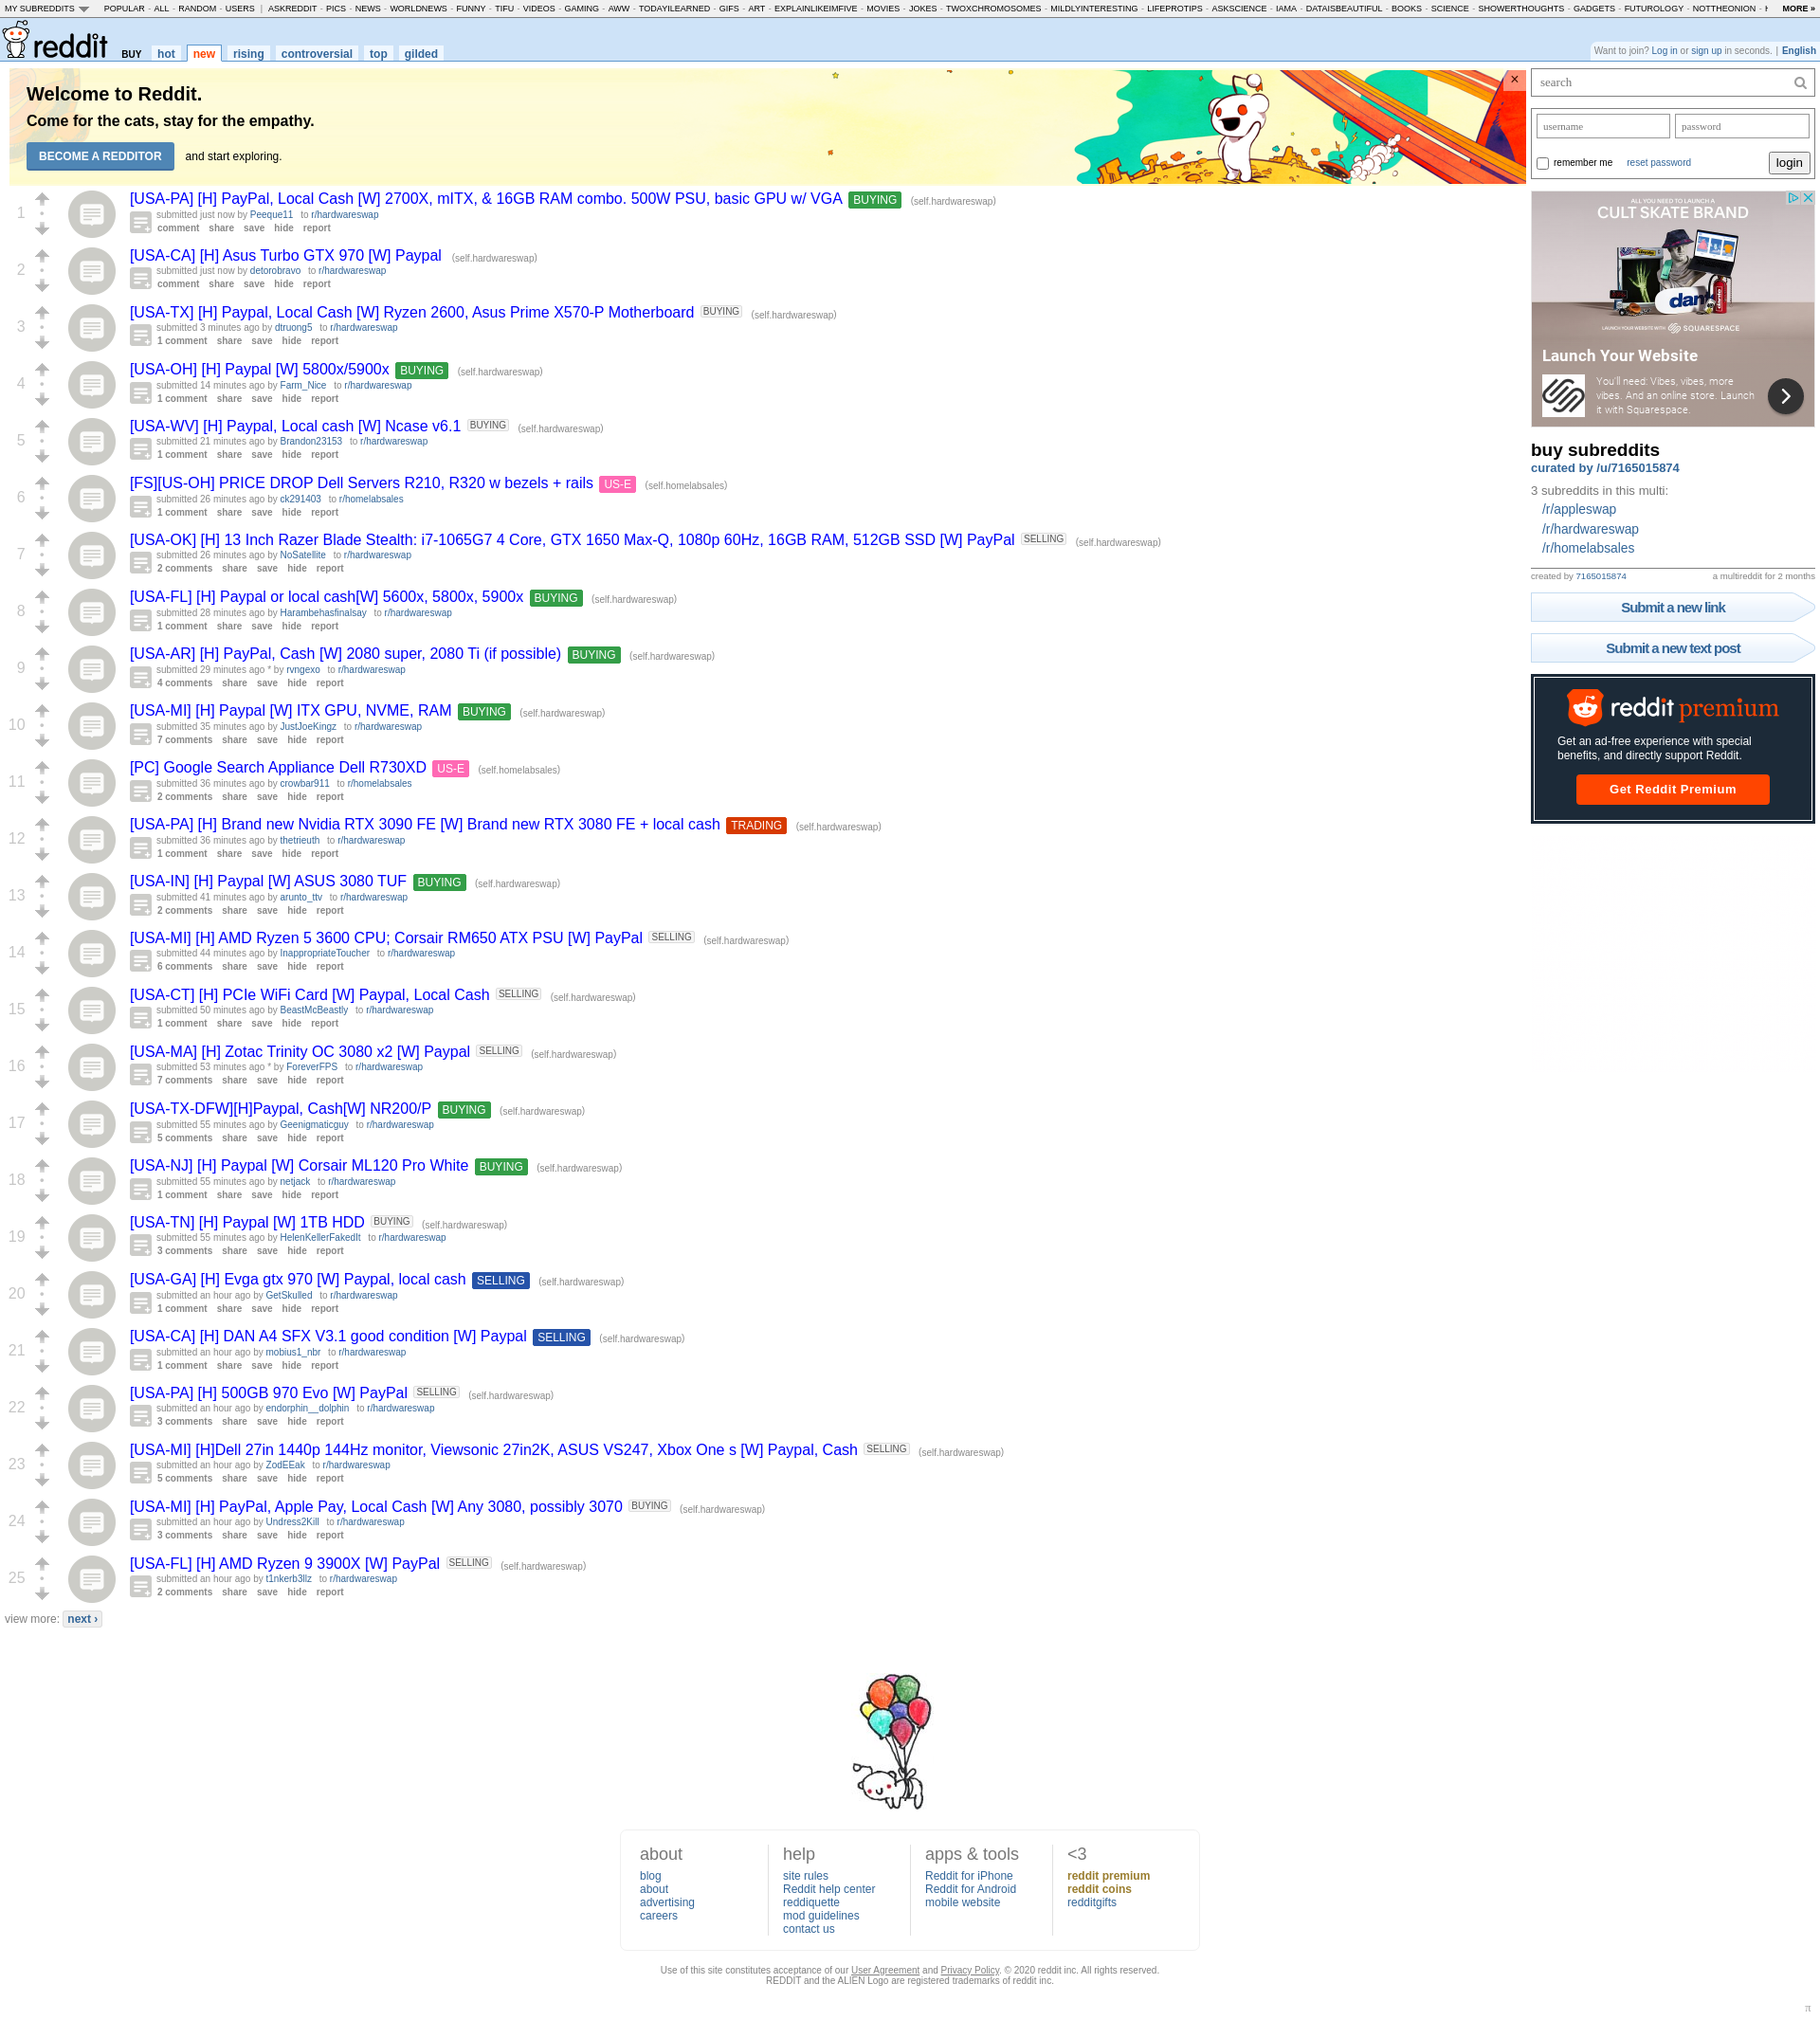 MY SUBREDDITS POPULAR - ALL - RANDOM - USERS | ASKREDDIT - PICS - NEWS - WORLDNEWS - FUNNY - TIFU - VIDEOS - GAMING - AWW - TODAYILEARNED - GIFS - ART - EXPLAINLIKEIMFIVE - MOVIES - JOKES - TWOXCHROMOSOMES - MILDLYINTERESTING - LIFEPROTIPS - ASKSCIENCE - IAMA - DATAISBEAUTIFUL - BOOKS - SCIENCE - SHOWERTHOUGHTS - GADGETS - FUTUROLOGY - NOTTHEONION - MORE »
reddit BUY hot new rising controversial top gilded
Want to join? Log in or sign up in seconds. | English
Welcome to Reddit.
Come for the cats, stay for the empathy.
BECOME A REDDITOR and start exploring.
1
[USA-PA] [H] PayPal, Local Cash [W] 2700X, mITX, & 16GB RAM combo. 500W PSU, basic GPU w/ VGA BUYING (self.hardwareswap)
submitted just now by Peeque11 to r/hardwareswap
comment share save hide report
2
[USA-CA] [H] Asus Turbo GTX 970 [W] Paypal (self.hardwareswap)
submitted just now by detorobravo to r/hardwareswap
comment share save hide report
3
[USA-TX] [H] Paypal, Local Cash [W] Ryzen 2600, Asus Prime X570-P Motherboard BUYING (self.hardwareswap)
submitted 3 minutes ago by dtruong5 to r/hardwareswap
1 comment share save hide report
4
[USA-OH] [H] Paypal [W] 5800x/5900x BUYING (self.hardwareswap)
submitted 14 minutes ago by Farm_Nice to r/hardwareswap
1 comment share save hide report
5
[USA-WV] [H] Paypal, Local cash [W] Ncase v6.1 BUYING (self.hardwareswap)
submitted 21 minutes ago by Brandon23153 to r/hardwareswap
1 comment share save hide report
6
[FS][US-OH] PRICE DROP Dell Servers R210, R320 w bezels + rails US-E (self.homelabsales)
submitted 26 minutes ago by ck291403 to r/homelabsales
1 comment share save hide report
7
[USA-OK] [H] 13 Inch Razer Blade Stealth: i7-1065G7 4 Core, GTX 1650 Max-Q, 1080p 60Hz, 16GB RAM, 512GB SSD [W] PayPal SELLING (self.hardwareswap)
submitted 26 minutes ago by NoSatellite to r/hardwareswap
2 comments share save hide report
8
[USA-FL] [H] Paypal or local cash[W] 5600x, 5800x, 5900x BUYING (self.hardwareswap)
submitted 28 minutes ago by Harambehasfinalsay to r/hardwareswap
1 comment share save hide report
9
[USA-AR] [H] PayPal, Cash [W] 2080 super, 2080 Ti (if possible) BUYING (self.hardwareswap)
submitted 29 minutes ago * by rvngexo to r/hardwareswap
4 comments share save hide report
10
[USA-MI] [H] Paypal [W] ITX GPU, NVME, RAM BUYING (self.hardwareswap)
submitted 35 minutes ago by JustJoeKingz to r/hardwareswap
7 comments share save hide report
11
[PC] Google Search Appliance Dell R730XD US-E (self.homelabsales)
submitted 36 minutes ago by crowbar911 to r/homelabsales
2 comments share save hide report
12
[USA-PA] [H] Brand new Nvidia RTX 3090 FE [W] Brand new RTX 3080 FE + local cash TRADING (self.hardwareswap)
submitted 36 minutes ago by thetrieuth to r/hardwareswap
1 comment share save hide report
13
[USA-IN] [H] Paypal [W] ASUS 3080 TUF BUYING (self.hardwareswap)
submitted 41 minutes ago by arunto_ttv to r/hardwareswap
2 comments share save hide report
14
[USA-MI] [H] AMD Ryzen 5 3600 CPU; Corsair RM650 ATX PSU [W] PayPal SELLING (self.hardwareswap)
submitted 44 minutes ago by InappropriateToucher to r/hardwareswap
6 comments share save hide report
15
[USA-CT] [H] PCIe WiFi Card [W] Paypal, Local Cash SELLING (self.hardwareswap)
submitted 50 minutes ago by BeastMcBeastly to r/hardwareswap
1 comment share save hide report
16
[USA-MA] [H] Zotac Trinity OC 3080 x2 [W] Paypal SELLING (self.hardwareswap)
submitted 53 minutes ago * by ForeverFPS to r/hardwareswap
7 comments share save hide report
17
[USA-TX-DFW][H]Paypal, Cash[W] NR200/P BUYING (self.hardwareswap)
submitted 55 minutes ago by Geenigmaticguy to r/hardwareswap
5 comments share save hide report
18
[USA-NJ] [H] Paypal [W] Corsair ML120 Pro White BUYING (self.hardwareswap)
submitted 55 minutes ago by netjack to r/hardwareswap
1 comment share save hide report
19
[USA-TN] [H] Paypal [W] 1TB HDD BUYING (self.hardwareswap)
submitted 55 minutes ago by HelenKellerFakedIt to r/hardwareswap
3 comments share save hide report
20
[USA-GA] [H] Evga gtx 970 [W] Paypal, local cash SELLING (self.hardwareswap)
submitted an hour ago by GetSkulled to r/hardwareswap
1 comment share save hide report
21
[USA-CA] [H] DAN A4 SFX V3.1 good condition [W] Paypal SELLING (self.hardwareswap)
submitted an hour ago by mobius1_nbr to r/hardwareswap
1 comment share save hide report
22
[USA-PA] [H] 500GB 970 Evo [W] PayPal SELLING (self.hardwareswap)
submitted an hour ago by endorphin__dolphin to r/hardwareswap
3 comments share save hide report
23
[USA-MI] [H]Dell 27in 1440p 144Hz monitor, Viewsonic 27in2K, ASUS VS247, Xbox One s [W] Paypal, Cash SELLING (self.hardwareswap)
submitted an hour ago by ZodEEak to r/hardwareswap
5 comments share save hide report
24
[USA-MI] [H] PayPal, Apple Pay, Local Cash [W] Any 3080, possibly 3070 BUYING (self.hardwareswap)
submitted an hour ago by Undress2Kill to r/hardwareswap
3 comments share save hide report
25
[USA-FL] [H] AMD Ryzen 9 3900X [W] PayPal SELLING (self.hardwareswap)
submitted an hour ago by t1nkerb3llz to r/hardwareswap
2 comments share save hide report
view more: next ›
search
username password
remember me reset password login
ALL YOU NEED TO LAUNCH A
CULT SKATE BRAND
dam
LAUNCH YOUR WEBSITE WITH SQUARESPACE
Launch Your Website
You'll need: Vibes, vibes, more
vibes. And an online store. Launch
it with Squarespace.
buy subreddits
curated by /u/7165015874
3 subreddits in this multi:
/r/appleswap
/r/hardwareswap
/r/homelabsales
created by 7165015874 a multireddit for 2 months
Submit a new link
Submit a new text post
reddit premium
Get an ad-free experience with special
benefits, and directly support Reddit.
Get Reddit Premium
about
blog
about
advertising
careers
help
site rules
Reddit help center
reddiquette
mod guidelines
contact us
apps & tools
Reddit for iPhone
Reddit for Android
mobile website
<3
reddit premium
reddit coins
redditgifts
Use of this site constitutes acceptance of our User Agreement and Privacy Policy. © 2020 reddit inc. All rights reserved.
REDDIT and the ALIEN Logo are registered trademarks of reddit inc.
π